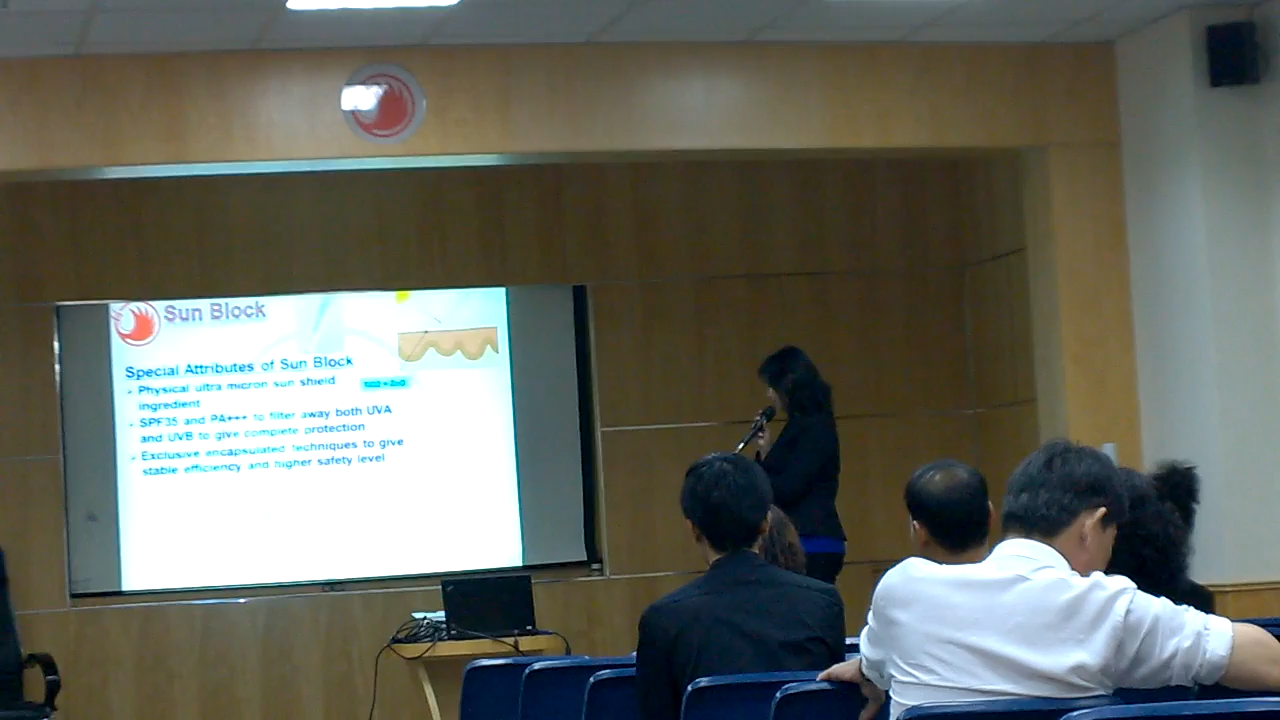 Sun Block
Special Attributes of Sun Block
- Physical ultra micron sun shield
ingredient
- SPF35 and PA+++ to filter away both UVA
and UVB to give complete protection
- Exclusive encapsulated techniques to give
stable efficiency and higher safety level